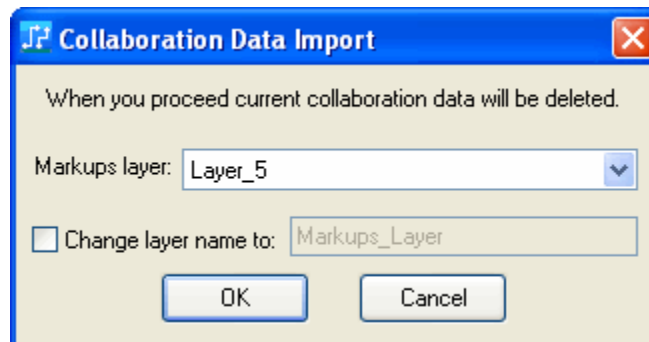 Collaboration Data Import
When you proceed current collaboration data will be deleted.
Markups layer: Layer_5
Change layer name to: Markups_Layer
OK Cancel